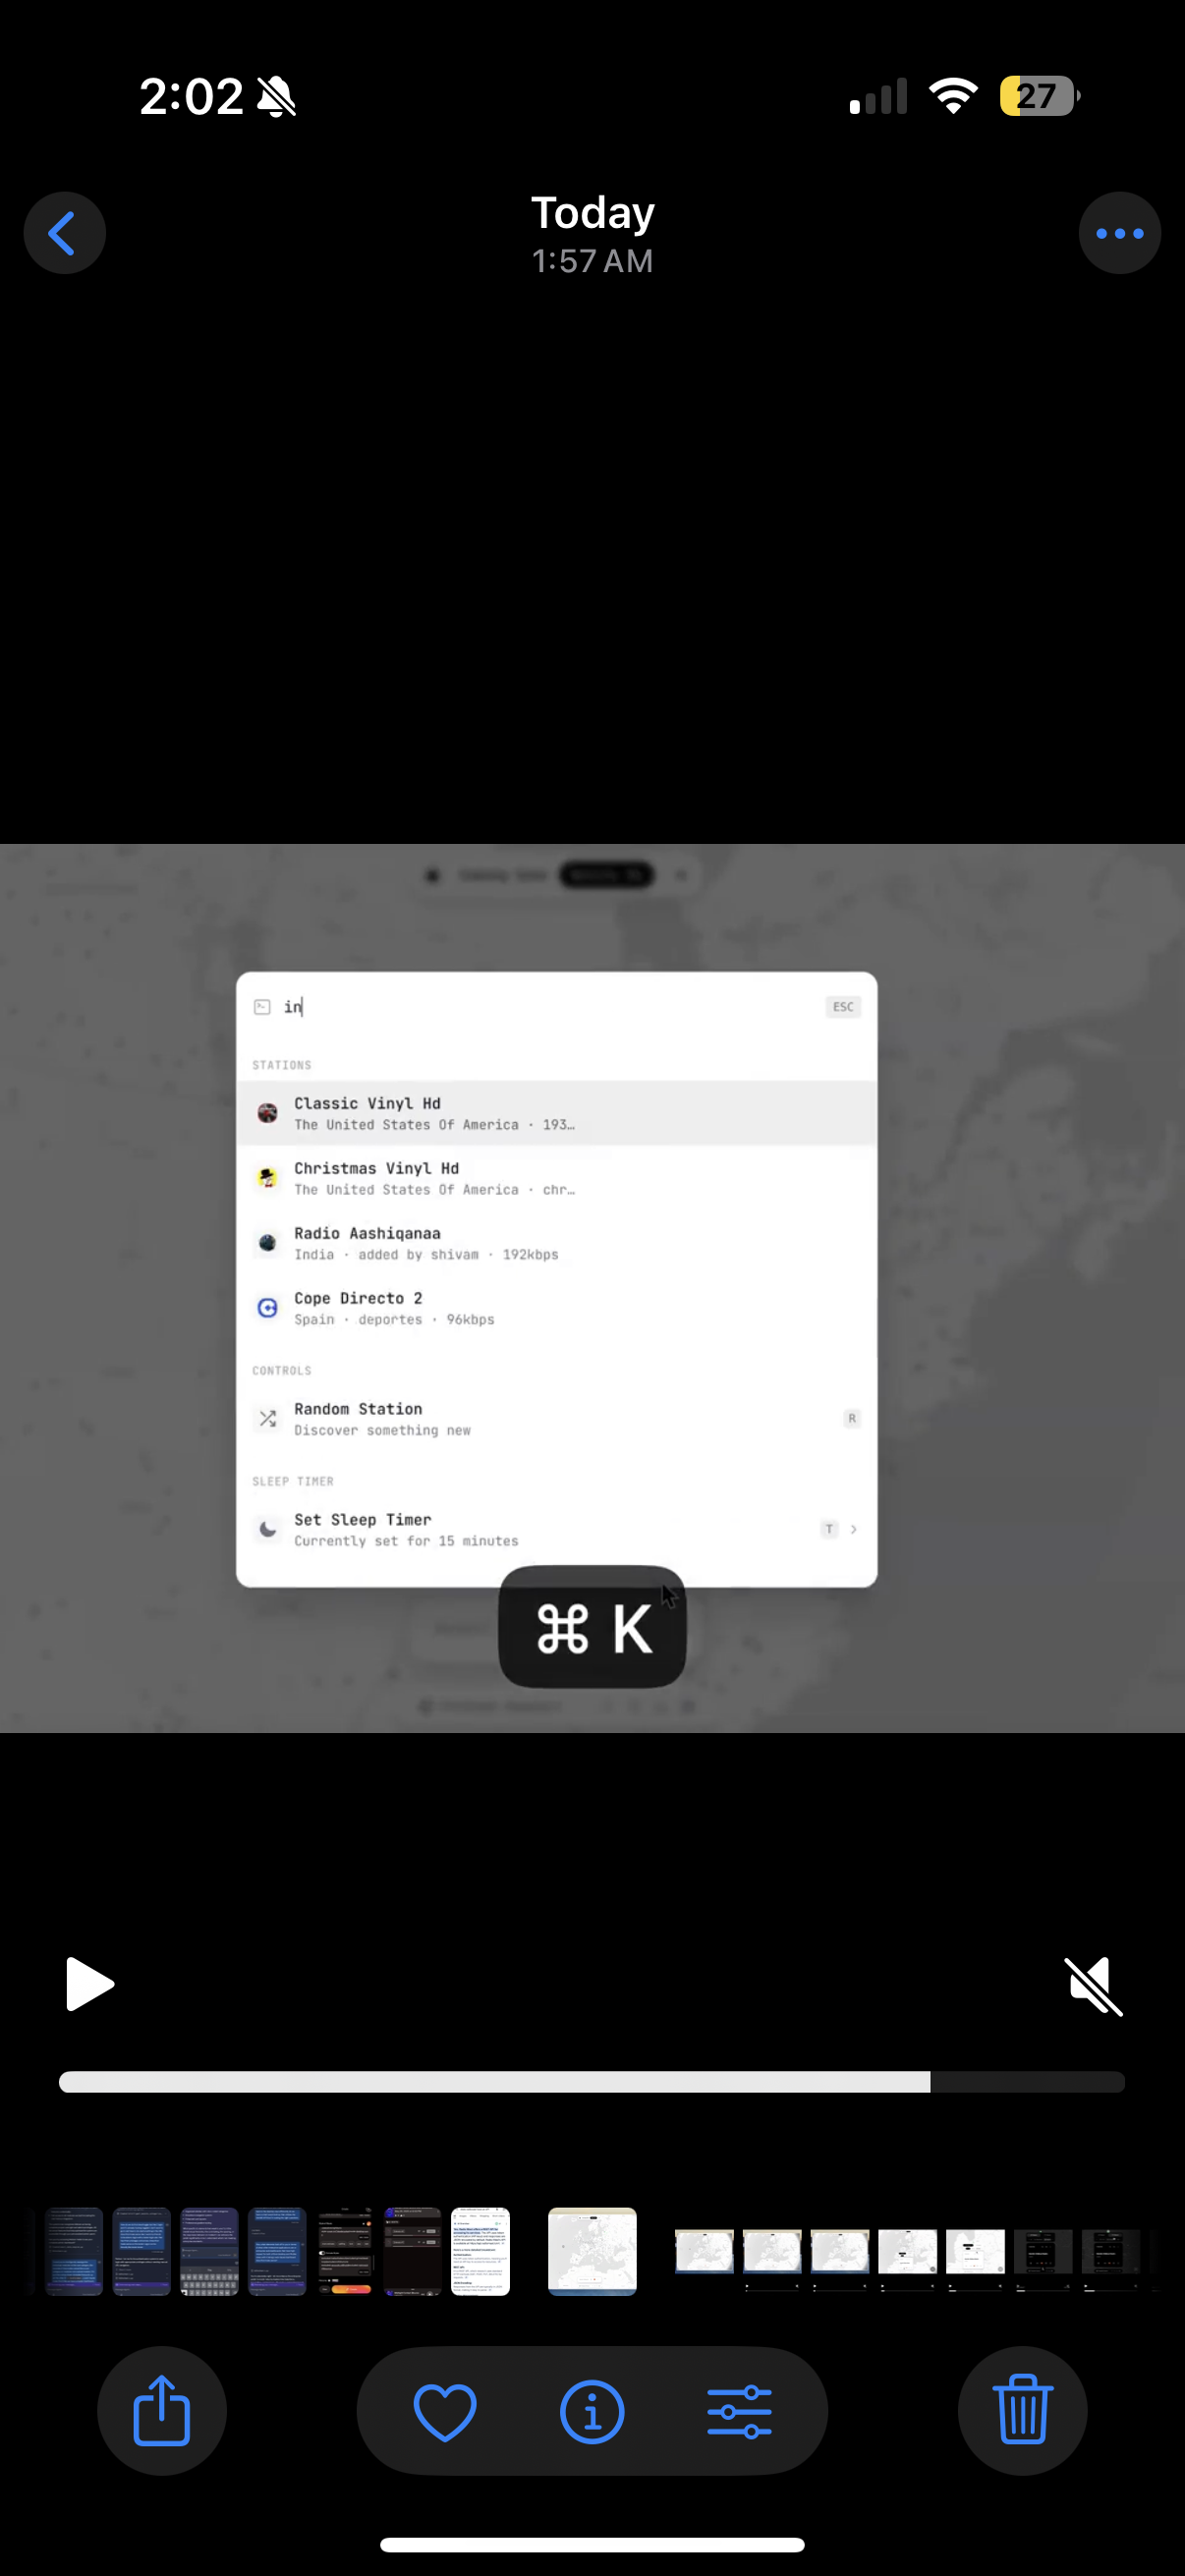 2:02
27
Today
1:57 AM
in
ESC
STATIONS
Classic Vinyl Hd
The United States Of America · 193…
Christmas Vinyl Hd
The United States Of America · chr…
Radio Aashiqanaa
India · added by shivam · 192kbps
Cope Directo 2
Spain · deportes · 96kbps
CONTROLS
Random Station
R
Discover something new
SLEEP TIMER
Set Sleep Timer
T
Currently set for 15 minutes
⌘ K